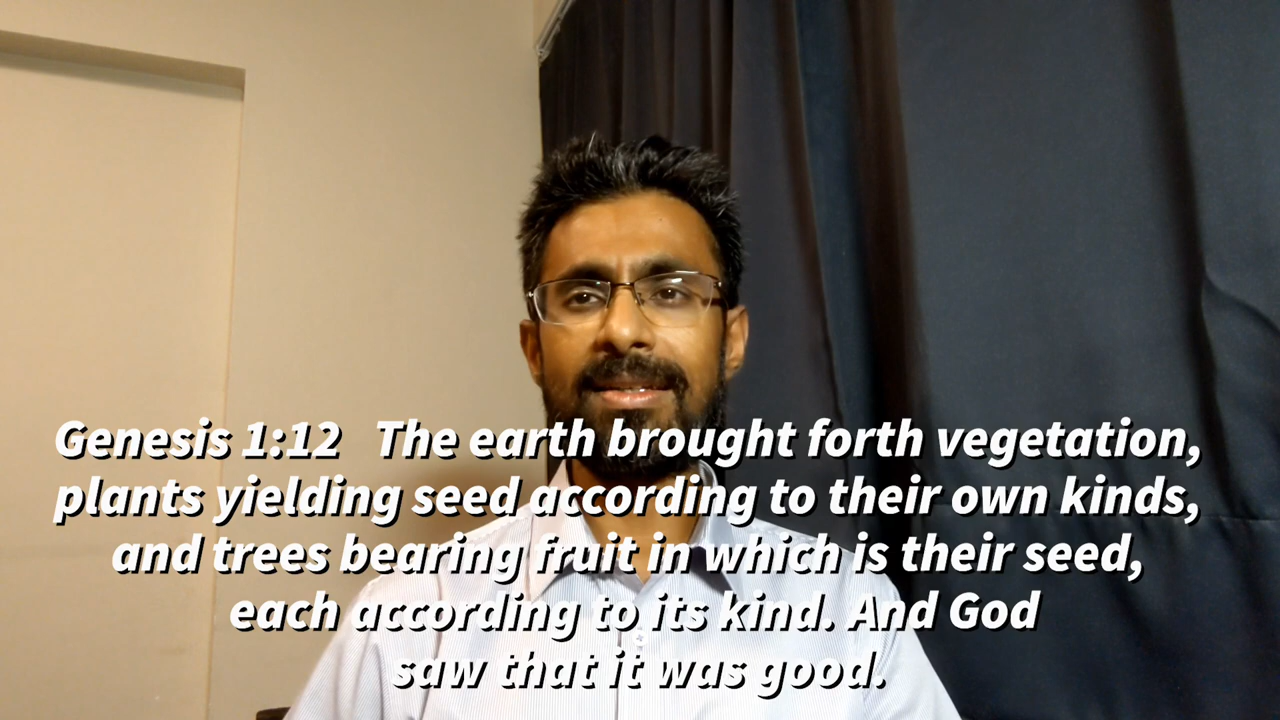 Genesis 1:12 The earth brought forth vegetation,
plants yielding seed according to their own kinds,
and trees bearing fruit in which is their seed,
each according to its kind. And God
saw that it was good.